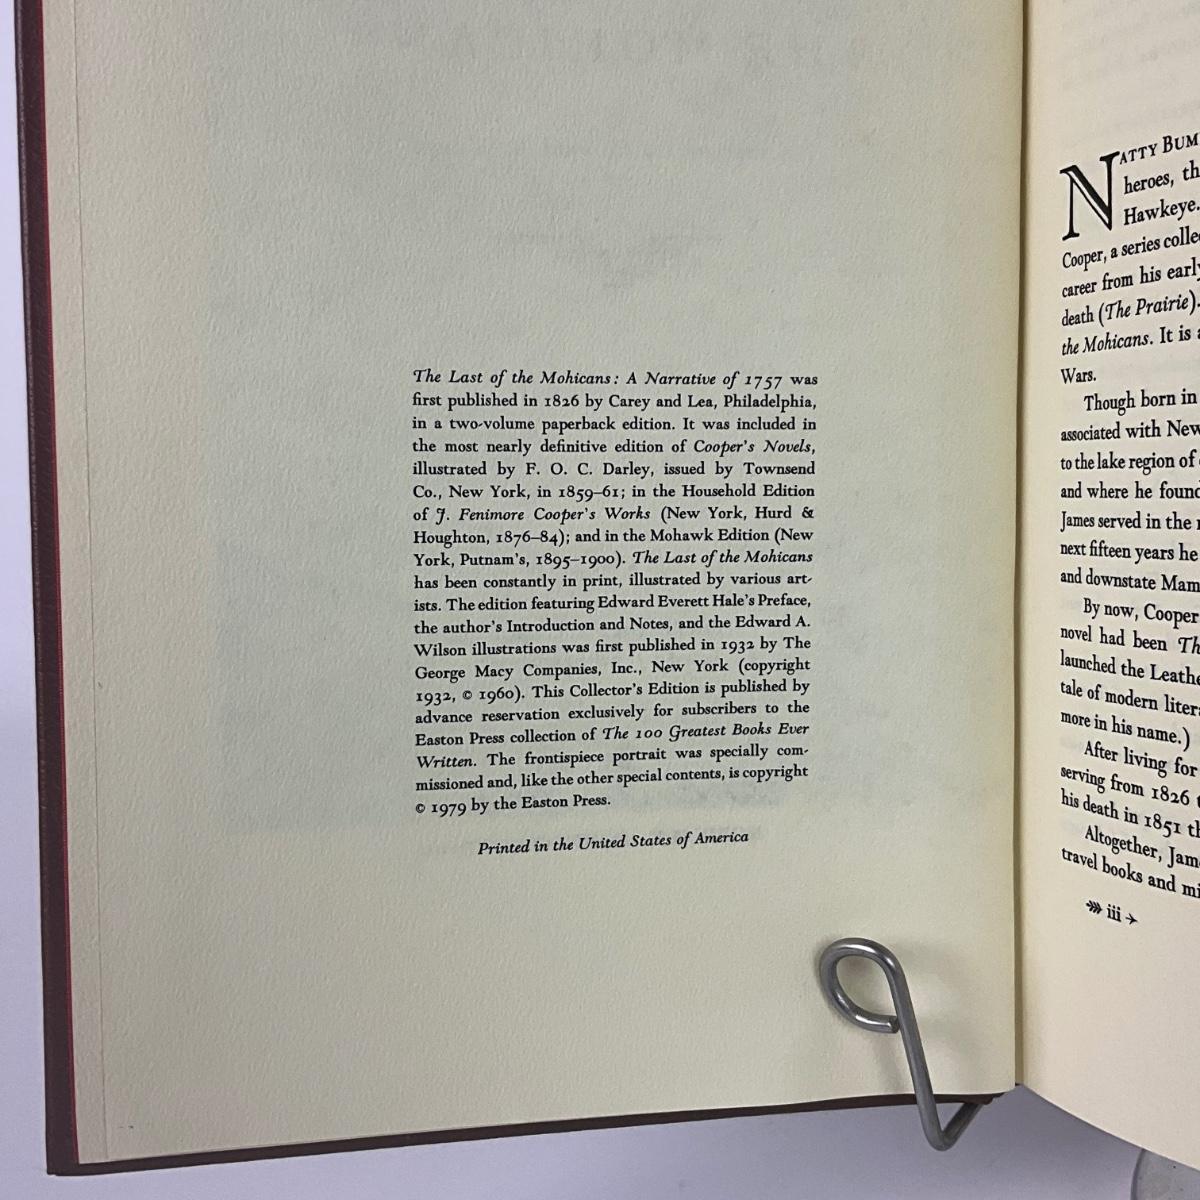 The Last of the Mohicans: A Narrative of 1757 was
first published in 1826 by Carey and Lea, Philadelphia,
in a two-volume paperback edition. It was included in
the most nearly definitive edition of Cooper's Novels,
illustrated by F. O. C. Darley, issued by Townsend
Co., New York, in 1859–61; in the Household Edition
of J. Fenimore Cooper's Works (New York, Hurd &
Houghton, 1876–84); and in the Mohawk Edition (New
York, Putnam's, 1895–1900). The Last of the Mohicans
has been constantly in print, illustrated by various art-
ists. The edition featuring Edward Everett Hale's Preface,
the author's Introduction and Notes, and the Edward A.
Wilson illustrations was first published in 1932 by The
George Macy Companies, Inc., New York (copyright
1932, © 1960). This Collector's Edition is published by
advance reservation exclusively for subscribers to the
Easton Press collection of The 100 Greatest Books Ever
Written. The frontispiece portrait was specially com-
missioned and, like the other special contents, is copyright
© 1979 by the Easton Press.
Printed in the United States of America
NATTY BUM
heroes, th
Hawkeye.
Cooper, a series colle
career from his early
death (The Prairie).
the Mohicans. It is a
Wars.
Though born in
associated with New
to the lake region of
and where he found
James served in the
next fifteen years he
and downstate Mam
By now, Cooper
novel had been Th
launched the Leathe
tale of modern liter
more in his name.)
After living for
serving from 1826 t
his death in 1851 th
Altogether, Jam
travel books and mi
iii